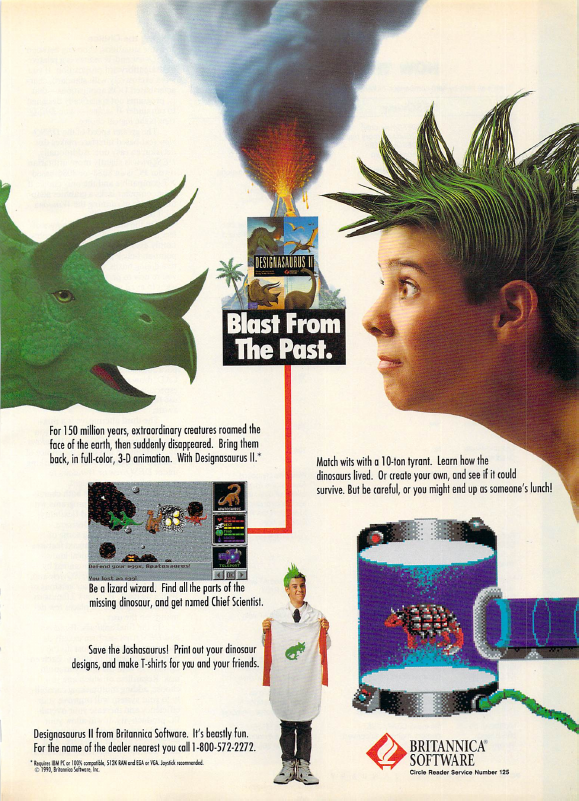 DESIGNASAURUS II
Blast From
The Past.
For 150 million years, extraordinary creatures roamed the
face of the earth, then suddenly disappeared. Bring them
back, in full-color, 3-D animation. With Designasaurus II.*
Match wits with a 10-ton tyrant. Learn how the
dinosaurs lived. Or create your own, and see if it could
survive. But be careful, or you might end up as someone's lunch!
Defend your eggs, Apatosaurus!
You lost an egg!
TELEPORT
Be a lizard wizard. Find all the parts of the
missing dinosaur, and get named Chief Scientist.
Save the Joshasaurus! Print out your dinosaur
designs, and make T-shirts for you and your friends.
Designasaurus II from Britannica Software. It's beastly fun.
For the name of the dealer nearest you call 1-800-572-2272.
* Requires IBM PC or 100% compatible, 512K RAM and EGA or VGA. Joystick recommended.
© 1990, Britannica Software, Inc.
BRITANNICA®
SOFTWARE
Circle Reader Service Number 125